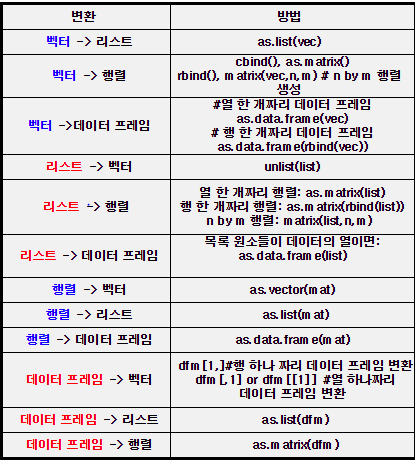 변환 방법
벡터 -> 리스트 as.list(vec)
벡터 -> 행렬 cbind(), as.matrix()
rbind(), matrix(vec,n,m) # n by m 행렬
생성
벡터 ->데이터 프레임 #열 한 개짜리 데이터 프레임
as.data.frame(vec)
# 행 한 개짜리 데이터 프레임
as.data.frame(rbind(vec))
리스트 -> 벡터 unlist(list)
리스트 -> 행렬 열 한 개짜리 행렬: as.matrix(list)
행 한 개짜리 행렬: as.matrix(rbind(list))
n by m 행렬: matrix(list,n,m)
리스트 -> 데이터 프레임 목록 원소들이 데이터의 열이면:
as.data.frame(list)
행렬 -> 벡터 as.vector(mat)
행렬 -> 리스트 as.list(mat)
행렬 -> 데이터 프레임 as.data.frame(mat)
데이터 프레임 -> 벡터 dfm[1,]#행 하나 짜리 데이터 프레임 변환
dfm[,1] or dfm[[1]] #열 하나짜리
데이터 프레임 변환
데이터 프레임 -> 리스트 as.list(dfm)
데이터 프레임 -> 행렬 as.matrix(dfm)